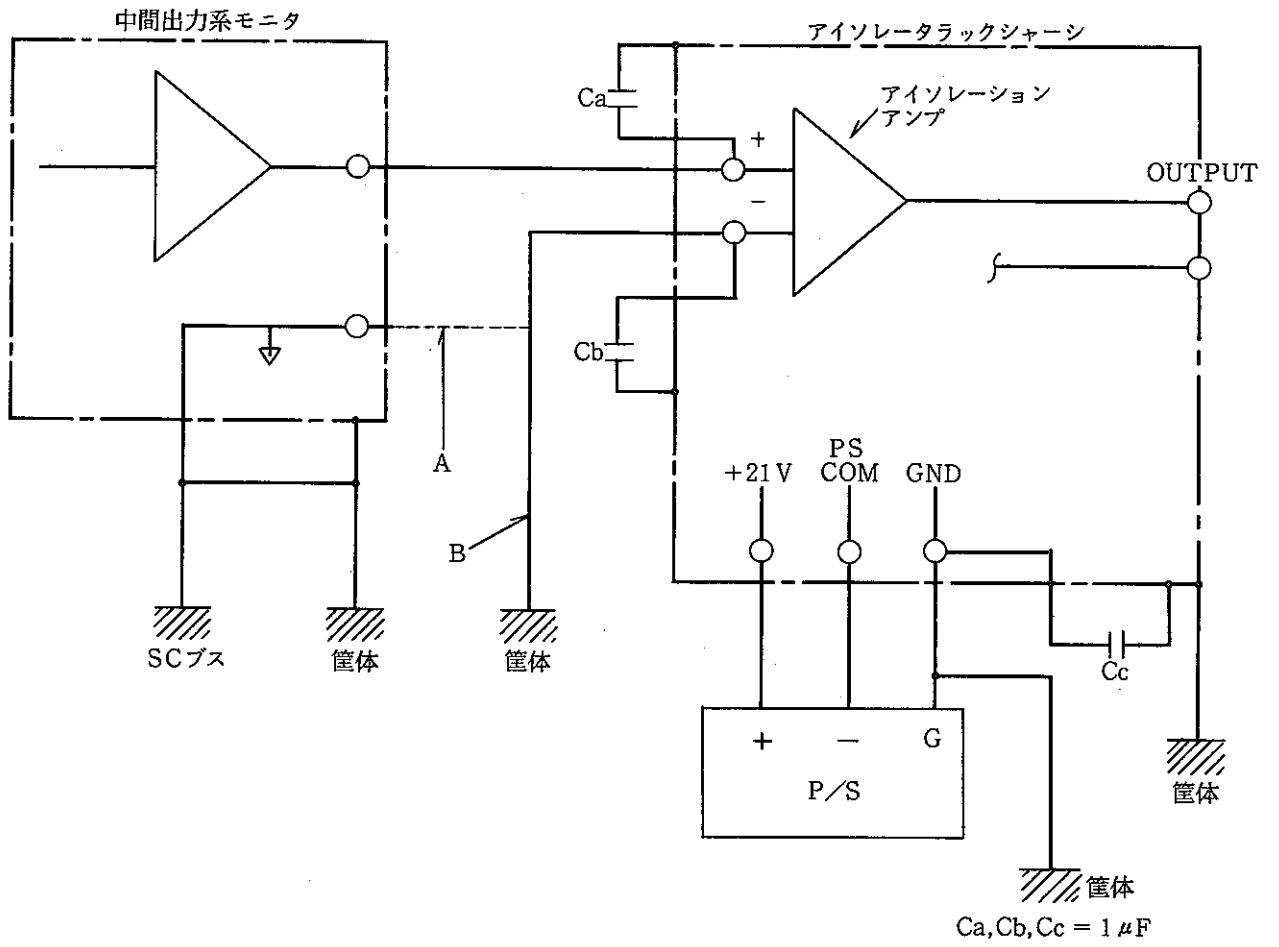 中間出力系モニタ
アイソレータラックシャーシ
Ca
アイソレーション
アンプ
+
−
OUTPUT
Cb
A
B
+21V
PS
COM
GND
SCブス
筐体
筐体
Cc
+
−
G
P/S
筐体
筐体
Ca,Cb,Cc = 1μF